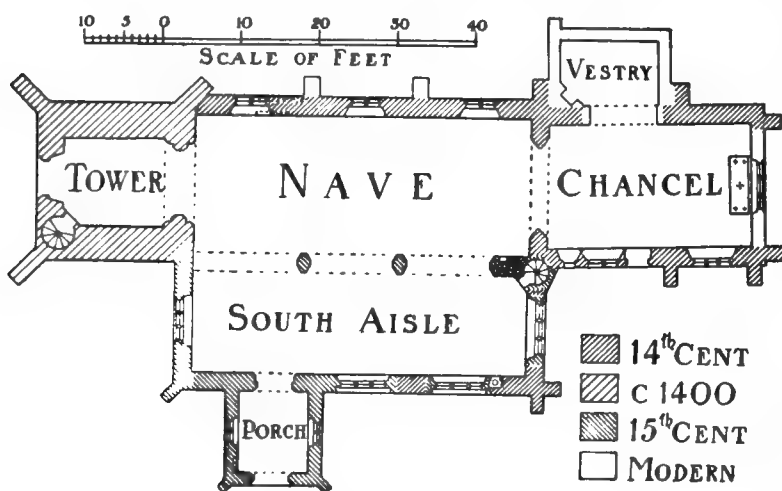 10 5 0 10 20 30 40
SCALE OF FEET
VESTRY
TOWER NAVE CHANCEL
SOUTH AISLE
PORCH
14th CENT
C 1400
15th CENT
MODERN